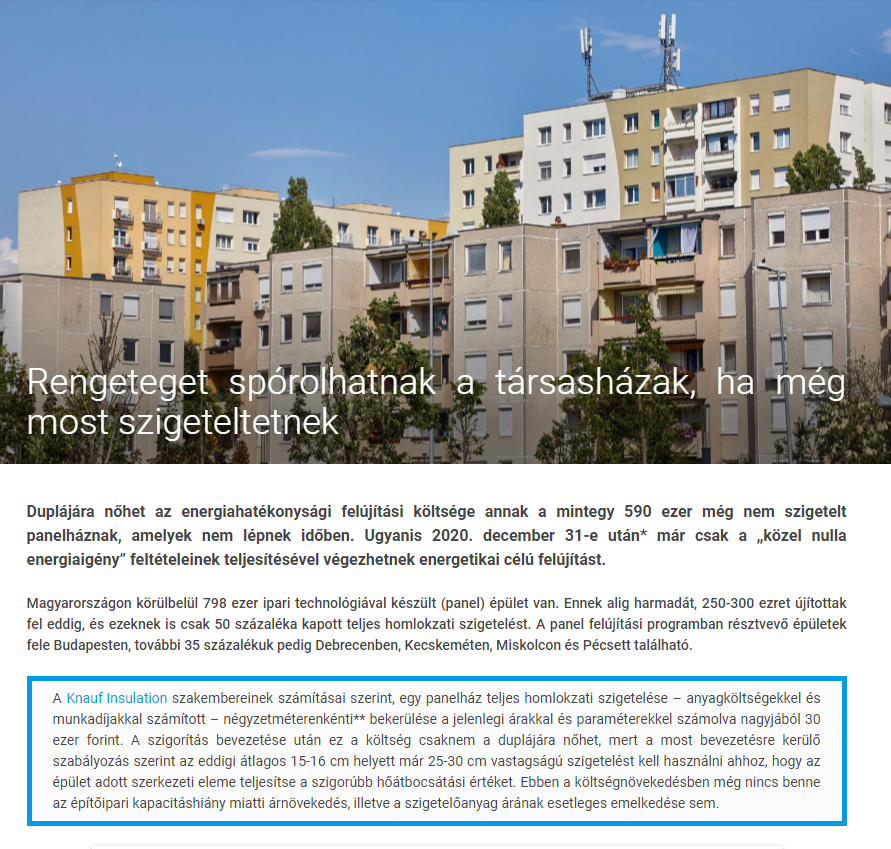 Rengeteget spórolhatnak a társasházak, ha még
most szigeteltetnek
Duplájára nőhet az energiahatékonysági felújítási költsége annak a mintegy 590 ezer még nem szigetelt
panelháznak, amelyek nem lépnek időben. Ugyanis 2020. december 31-e után* már csak a „közel nulla
energiaigény” feltételeinek teljesítésével végezhetnek energetikai célú felújítást.
Magyarországon körülbelül 798 ezer ipari technológiával készült (panel) épület van. Ennek alig harmadát, 250-300 ezret újítottak
fel eddig, és ezeknek is csak 50 százaléka kapott teljes homlokzati szigetelést. A panel felújítási programban résztvevő épületek
fele Budapesten, további 35 százalékuk pedig Debrecenben, Kecskeméten, Miskolcon és Pécsett található.
A Knauf Insulation szakembereinek számításai szerint, egy panelház teljes homlokzati szigetelése – anyagköltségekkel és
munkadíjakkal számított – négyzetméterenkénti** bekerülése a jelenlegi árakkal és paraméterekkel számolva nagyjából 30
ezer forint. A szigorítás bevezetése után ez a költség csaknem a duplájára nőhet, mert a most bevezetésre kerülő
szabályozás szerint az eddigi átlagos 15-16 cm helyett már 25-30 cm vastagságú szigetelést kell használni ahhoz, hogy az
épület adott szerkezeti eleme teljesítse a szigorúbb hőátbocsátási értéket. Ebben a költségnövekedésben még nincs benne
az építőipari kapacitáshiány miatti árnövekedés, illetve a szigetelőanyag árának esetleges emelkedése sem.